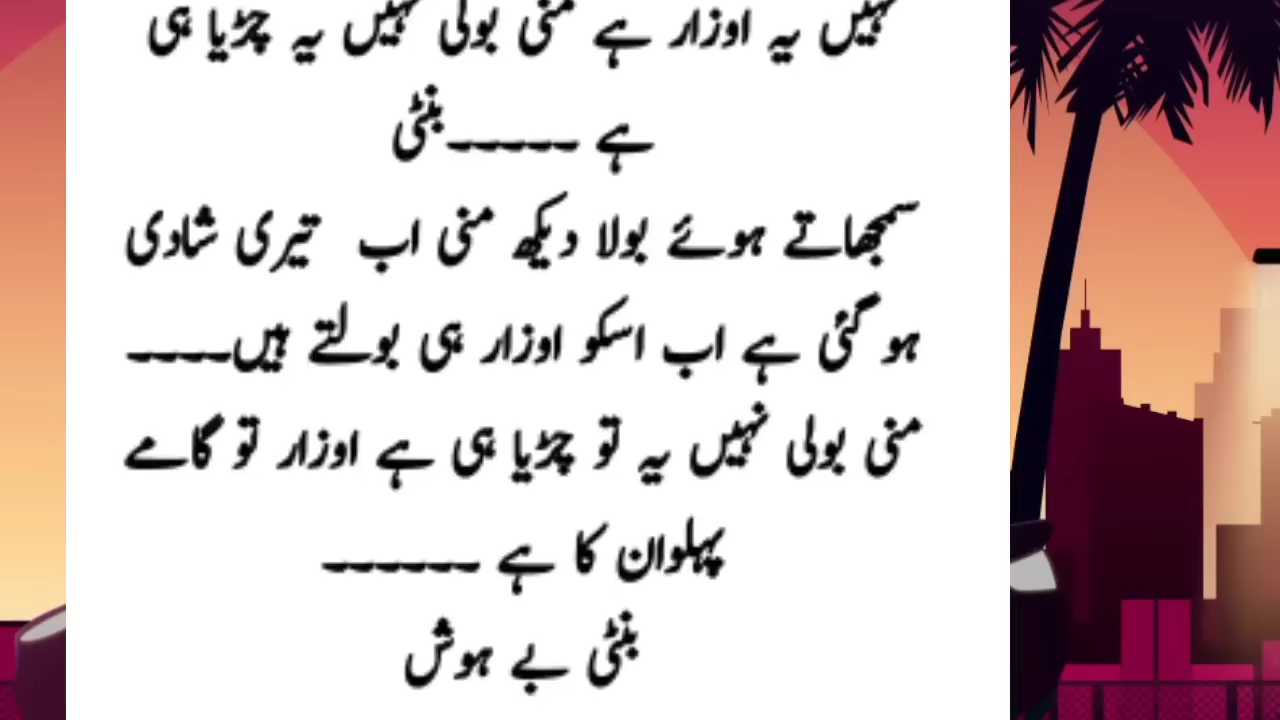 نہیں یہ اوزار ہے منی بولی نہیں یہ چڑیا ہی
ہے ۔۔۔۔۔بنٹی
سمجھاتے ہوئے بولا دیکھ منی اب تیری شادی
ہو گئی ہے اب اسکو اوزار ہی بولتے ہیں۔۔۔۔
منی بولی نہیں یہ تو چڑیا ہی ہے اوزار تو گامے
پہلوان کا ہے ۔۔۔۔۔۔
بنٹی بے ہوش